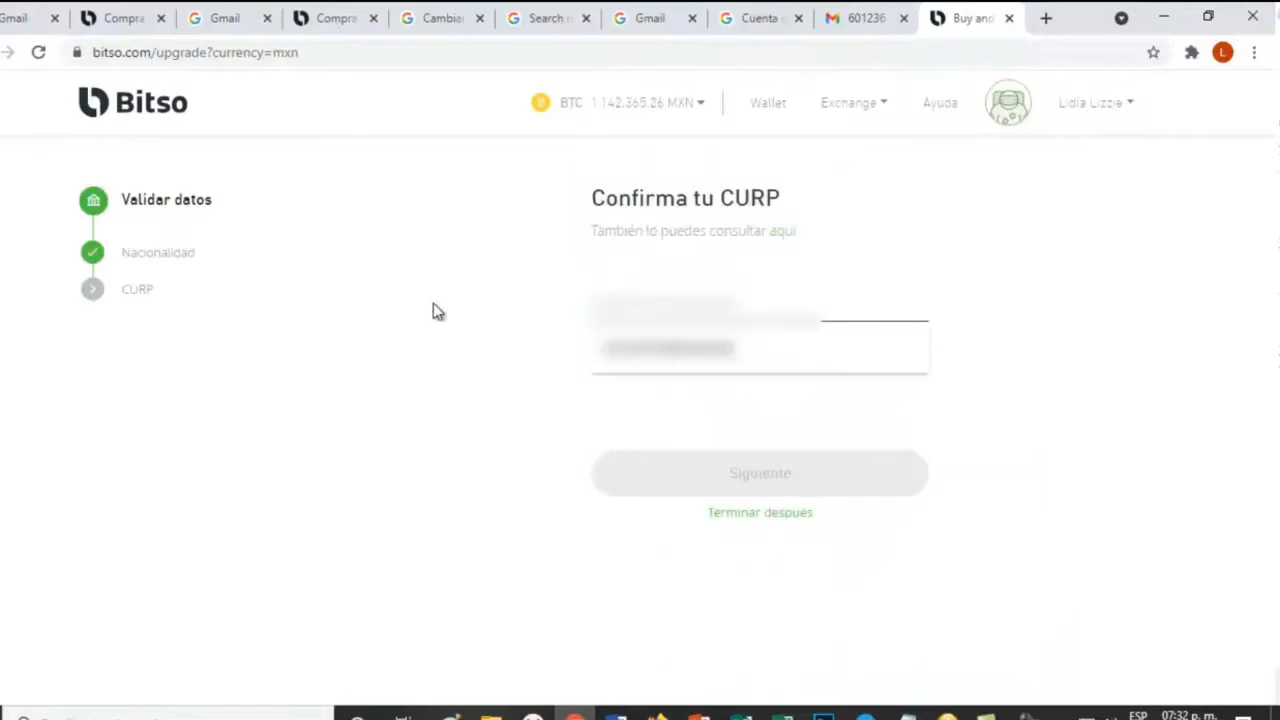 Gmail
Compra
Gmail
Compra
Cambiar
Search r
Gmail
Cuenta
601236
Buy and
bitso.com/upgrade?currency=mxn
L
Bitso
BTC 1 142,365.26 MXN
Wallet
Exchange
Ayuda
Lidia Lizzie
Validar datos
Nacionalidad
CURP
Confirma tu CURP
También lo puedes consultar aquí
Siguiente
Terminar después
ESP
07:32 p. m.